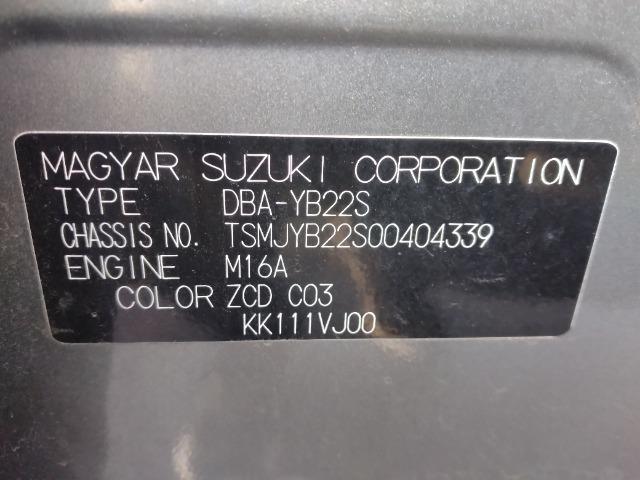 MAGYAR SUZUKI CORPORATION
TYPE DBA-YB22S
CHASSIS NO. TSMJYB22S00404339
ENGINE M16A
COLOR ZCD C03
KK111VJ00